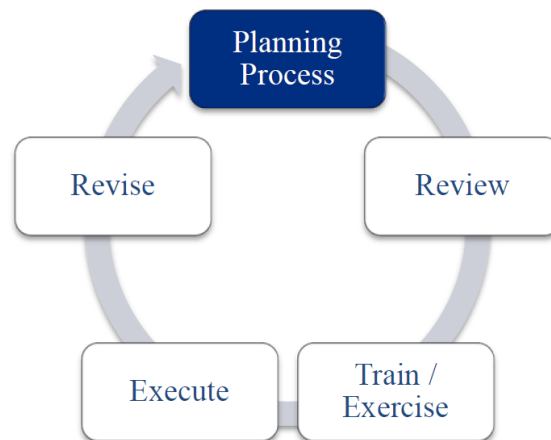 Planning
Process
Review
Train /
Exercise
Execute
Revise